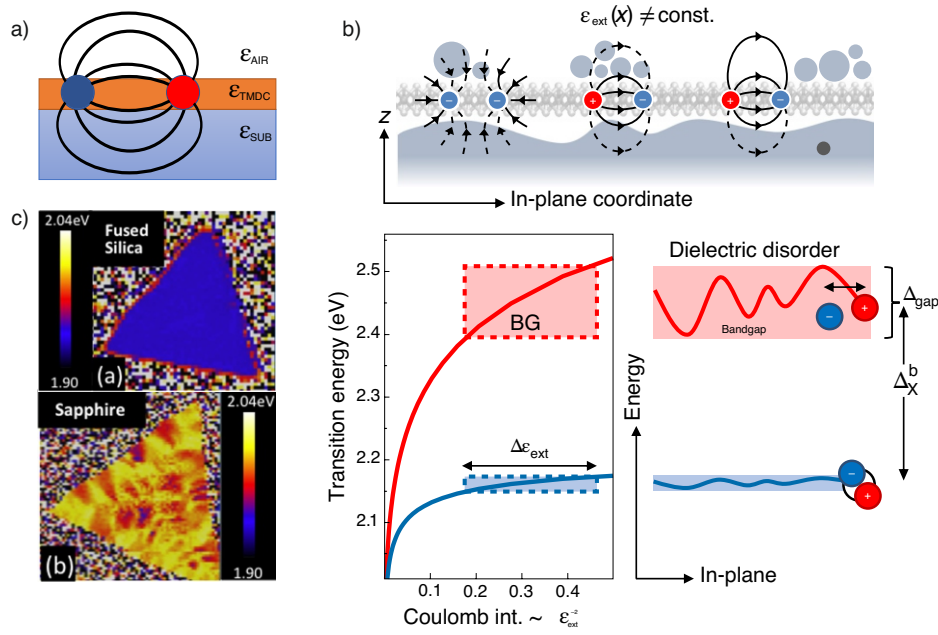 a)
ε_AIR
ε_TMDC
ε_SUB
b)
ε_ext(x) ≠ const.
−
−
+
−
+
−
z
In-plane coordinate
c)
2.04eV
1.90
Fused
Silica
(a)
Sapphire
(b)
2.04eV
1.90
Transition energy (eV)
2.5
2.4
2.3
2.2
2.1
BG
Δε_ext
0.1
0.2
0.3
0.4
Coulomb int. ~ ε_ext^-2
Dielectric disorder
Bandgap
−
+
Δ_gap
Δ_X^b
Energy
−
+
In-plane